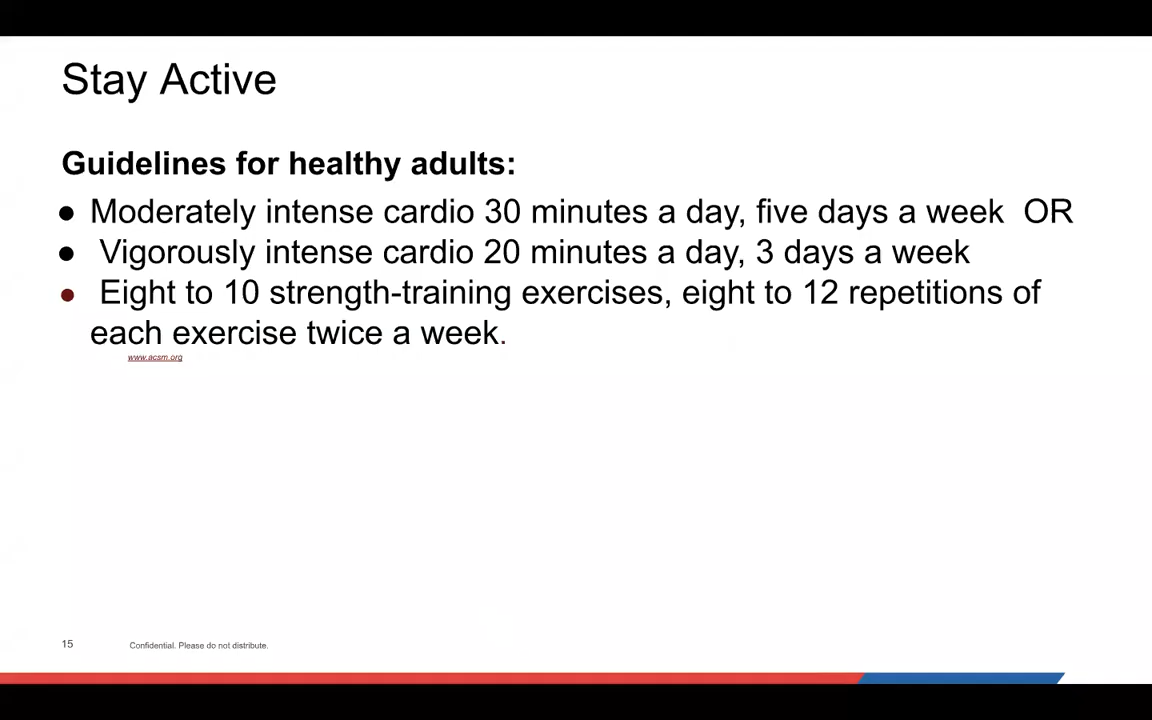 Stay Active
Guidelines for healthy adults:
● Moderately intense cardio 30 minutes a day, five days a week OR
● Vigorously intense cardio 20 minutes a day, 3 days a week
● Eight to 10 strength-training exercises, eight to 12 repetitions of
each exercise twice a week.
www.acsm.org
15 Confidential. Please do not distribute.